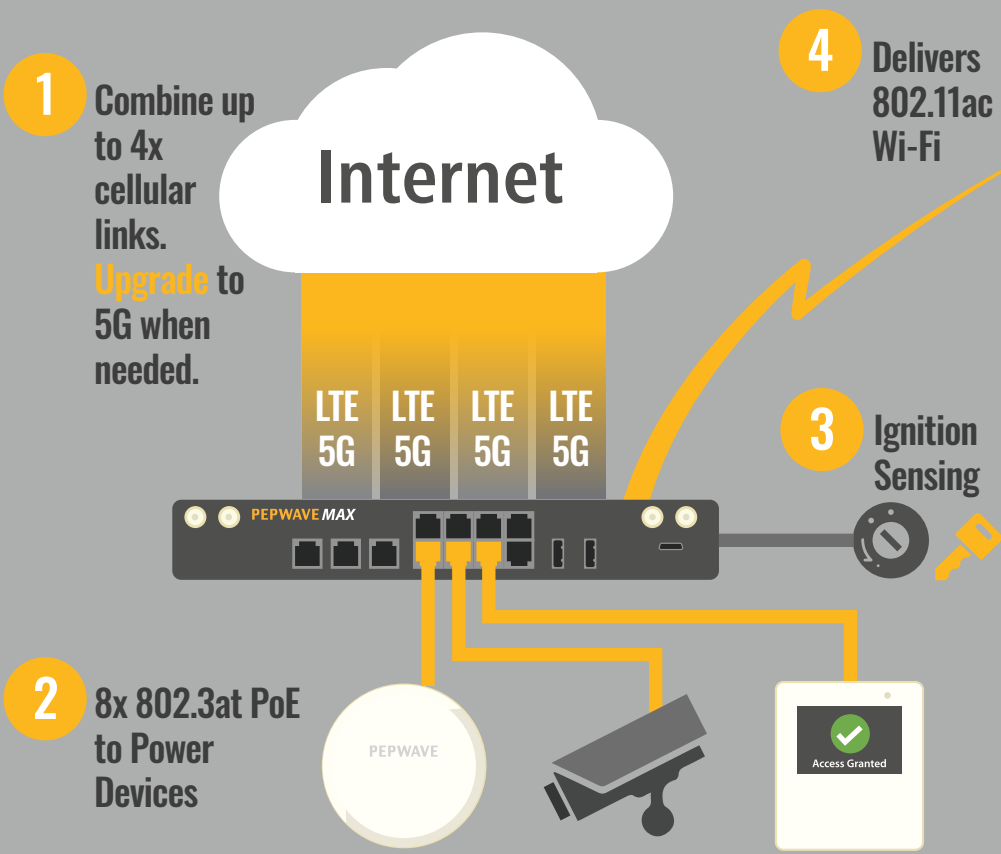 1
Combine up
to 4x
cellular
links.
Upgrade to
5G when
needed.
Internet
4
Delivers
802.11ac
Wi-Fi
LTE LTE LTE LTE
5G 5G 5G 5G
3
Ignition
Sensing
PEPWAVE MAX
2
8x 802.3at PoE
to Power
Devices
PEPWAVE
Access Granted